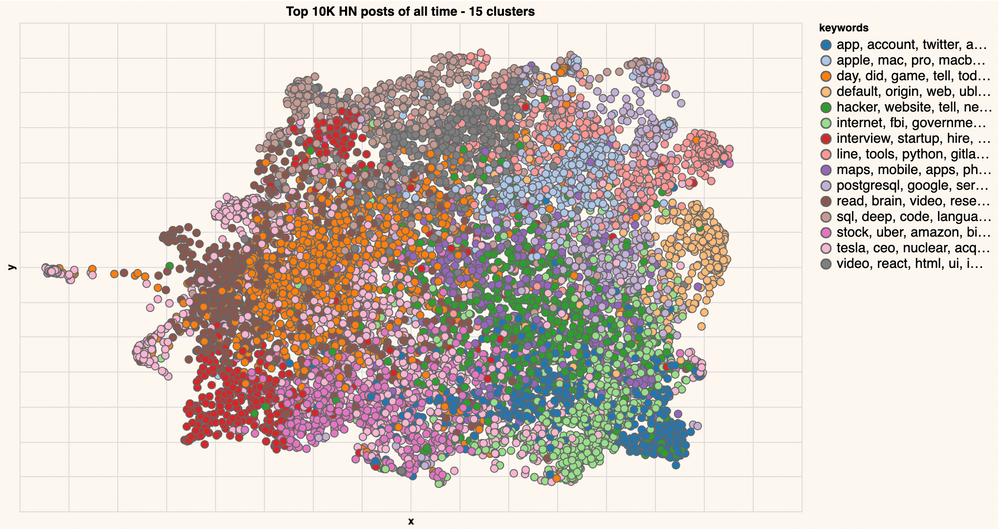 Top 10K HN posts of all time - 15 clusters
keywords
app, account, twitter, a…
apple, mac, pro, macb…
day, did, game, tell, tod…
default, origin, web, ubl…
hacker, website, tell, ne…
internet, fbi, governme…
interview, startup, hire, …
line, tools, python, gitla…
maps, mobile, apps, ph…
postgresql, google, ser…
read, brain, video, rese…
sql, deep, code, langua…
stock, uber, amazon, bi…
tesla, ceo, nuclear, acq…
video, react, html, ui, i…
y
x